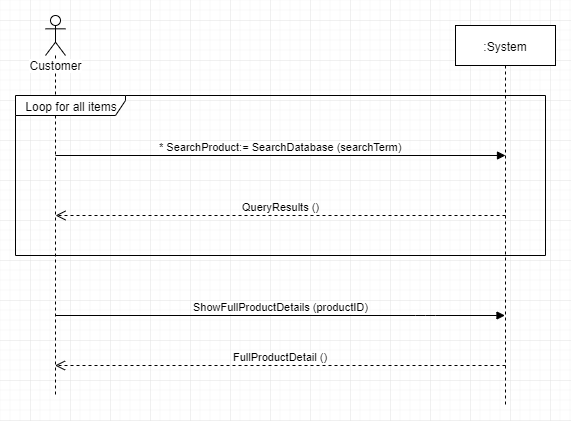 Customer
:System
Loop for all items
* SearchProduct:= SearchDatabase (searchTerm)
QueryResults ()
ShowFullProductDetails (productID)
FullProductDetail ()